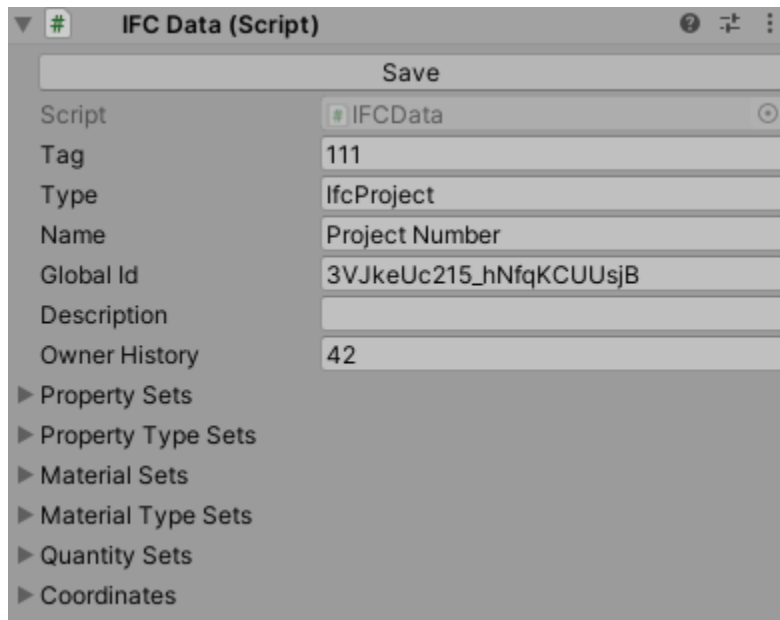 # IFC Data (Script)
Save
Script # IFCData
Tag 111
Type IfcProject
Name Project Number
Global Id 3VJkeUc215_hNfqKCUUsjB
Description
Owner History 42
Property Sets
Property Type Sets
Material Sets
Material Type Sets
Quantity Sets
Coordinates